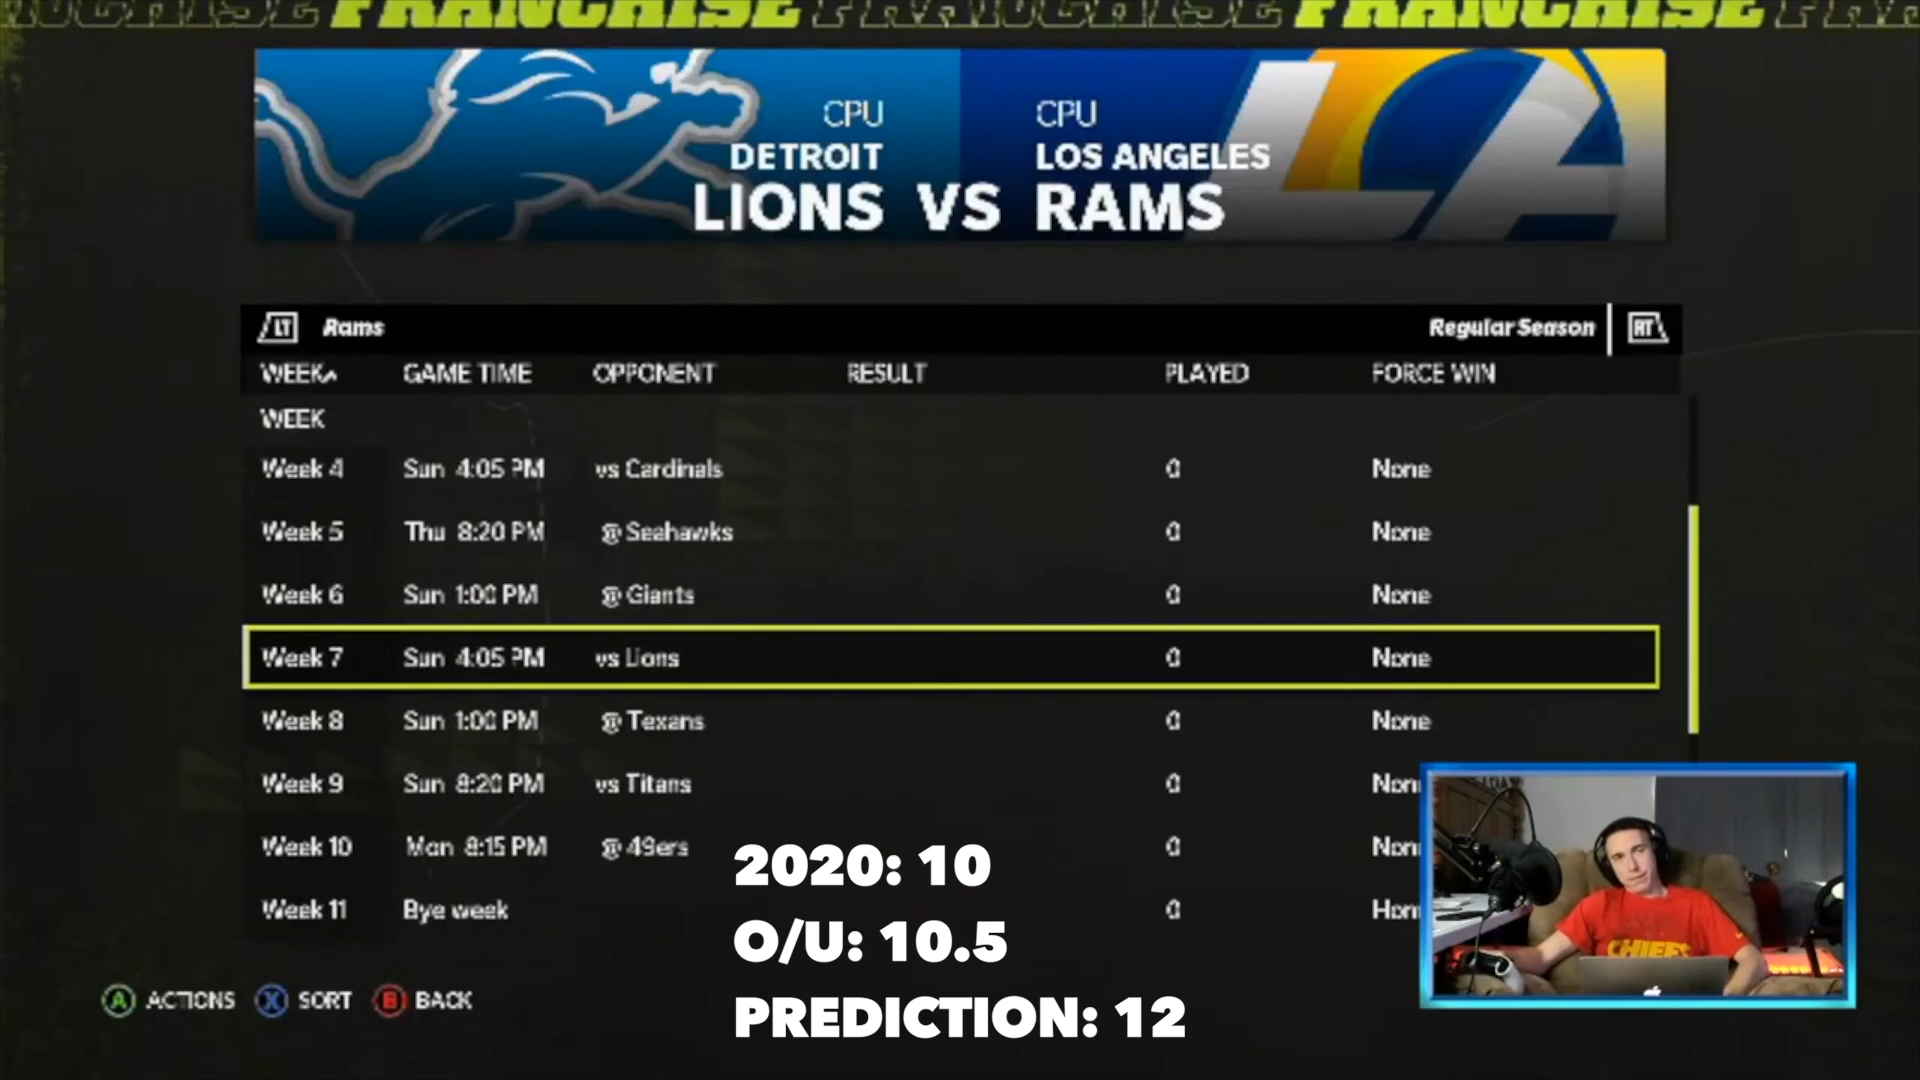 FRANCHISE FRANCHISE FRANCHISE
CPU
DETROIT
LIONS
VS
CPU
LOS ANGELES
RAMS
LT Rams Regular Season RT
WEEK GAME TIME OPPONENT RESULT PLAYED FORCE WIN
WEEK
Week 4 Sun 4:05 PM vs Cardinals 0 None
Week 5 Thu 8:20 PM @ Seahawks 0 None
Week 6 Sun 1:00 PM @ Giants 0 None
Week 7 Sun 4:05 PM vs Lions 0 None
Week 8 Sun 1:00 PM @ Texans 0 None
Week 9 Sun 8:20 PM vs Titans 0 Non
Week 10 Mon 8:15 PM @ 49ers 0 Non
Week 11 Bye week 0 Hom
2020: 10
O/U: 10.5
PREDICTION: 12
A ACTIONS X SORT B BACK
CHIEFS